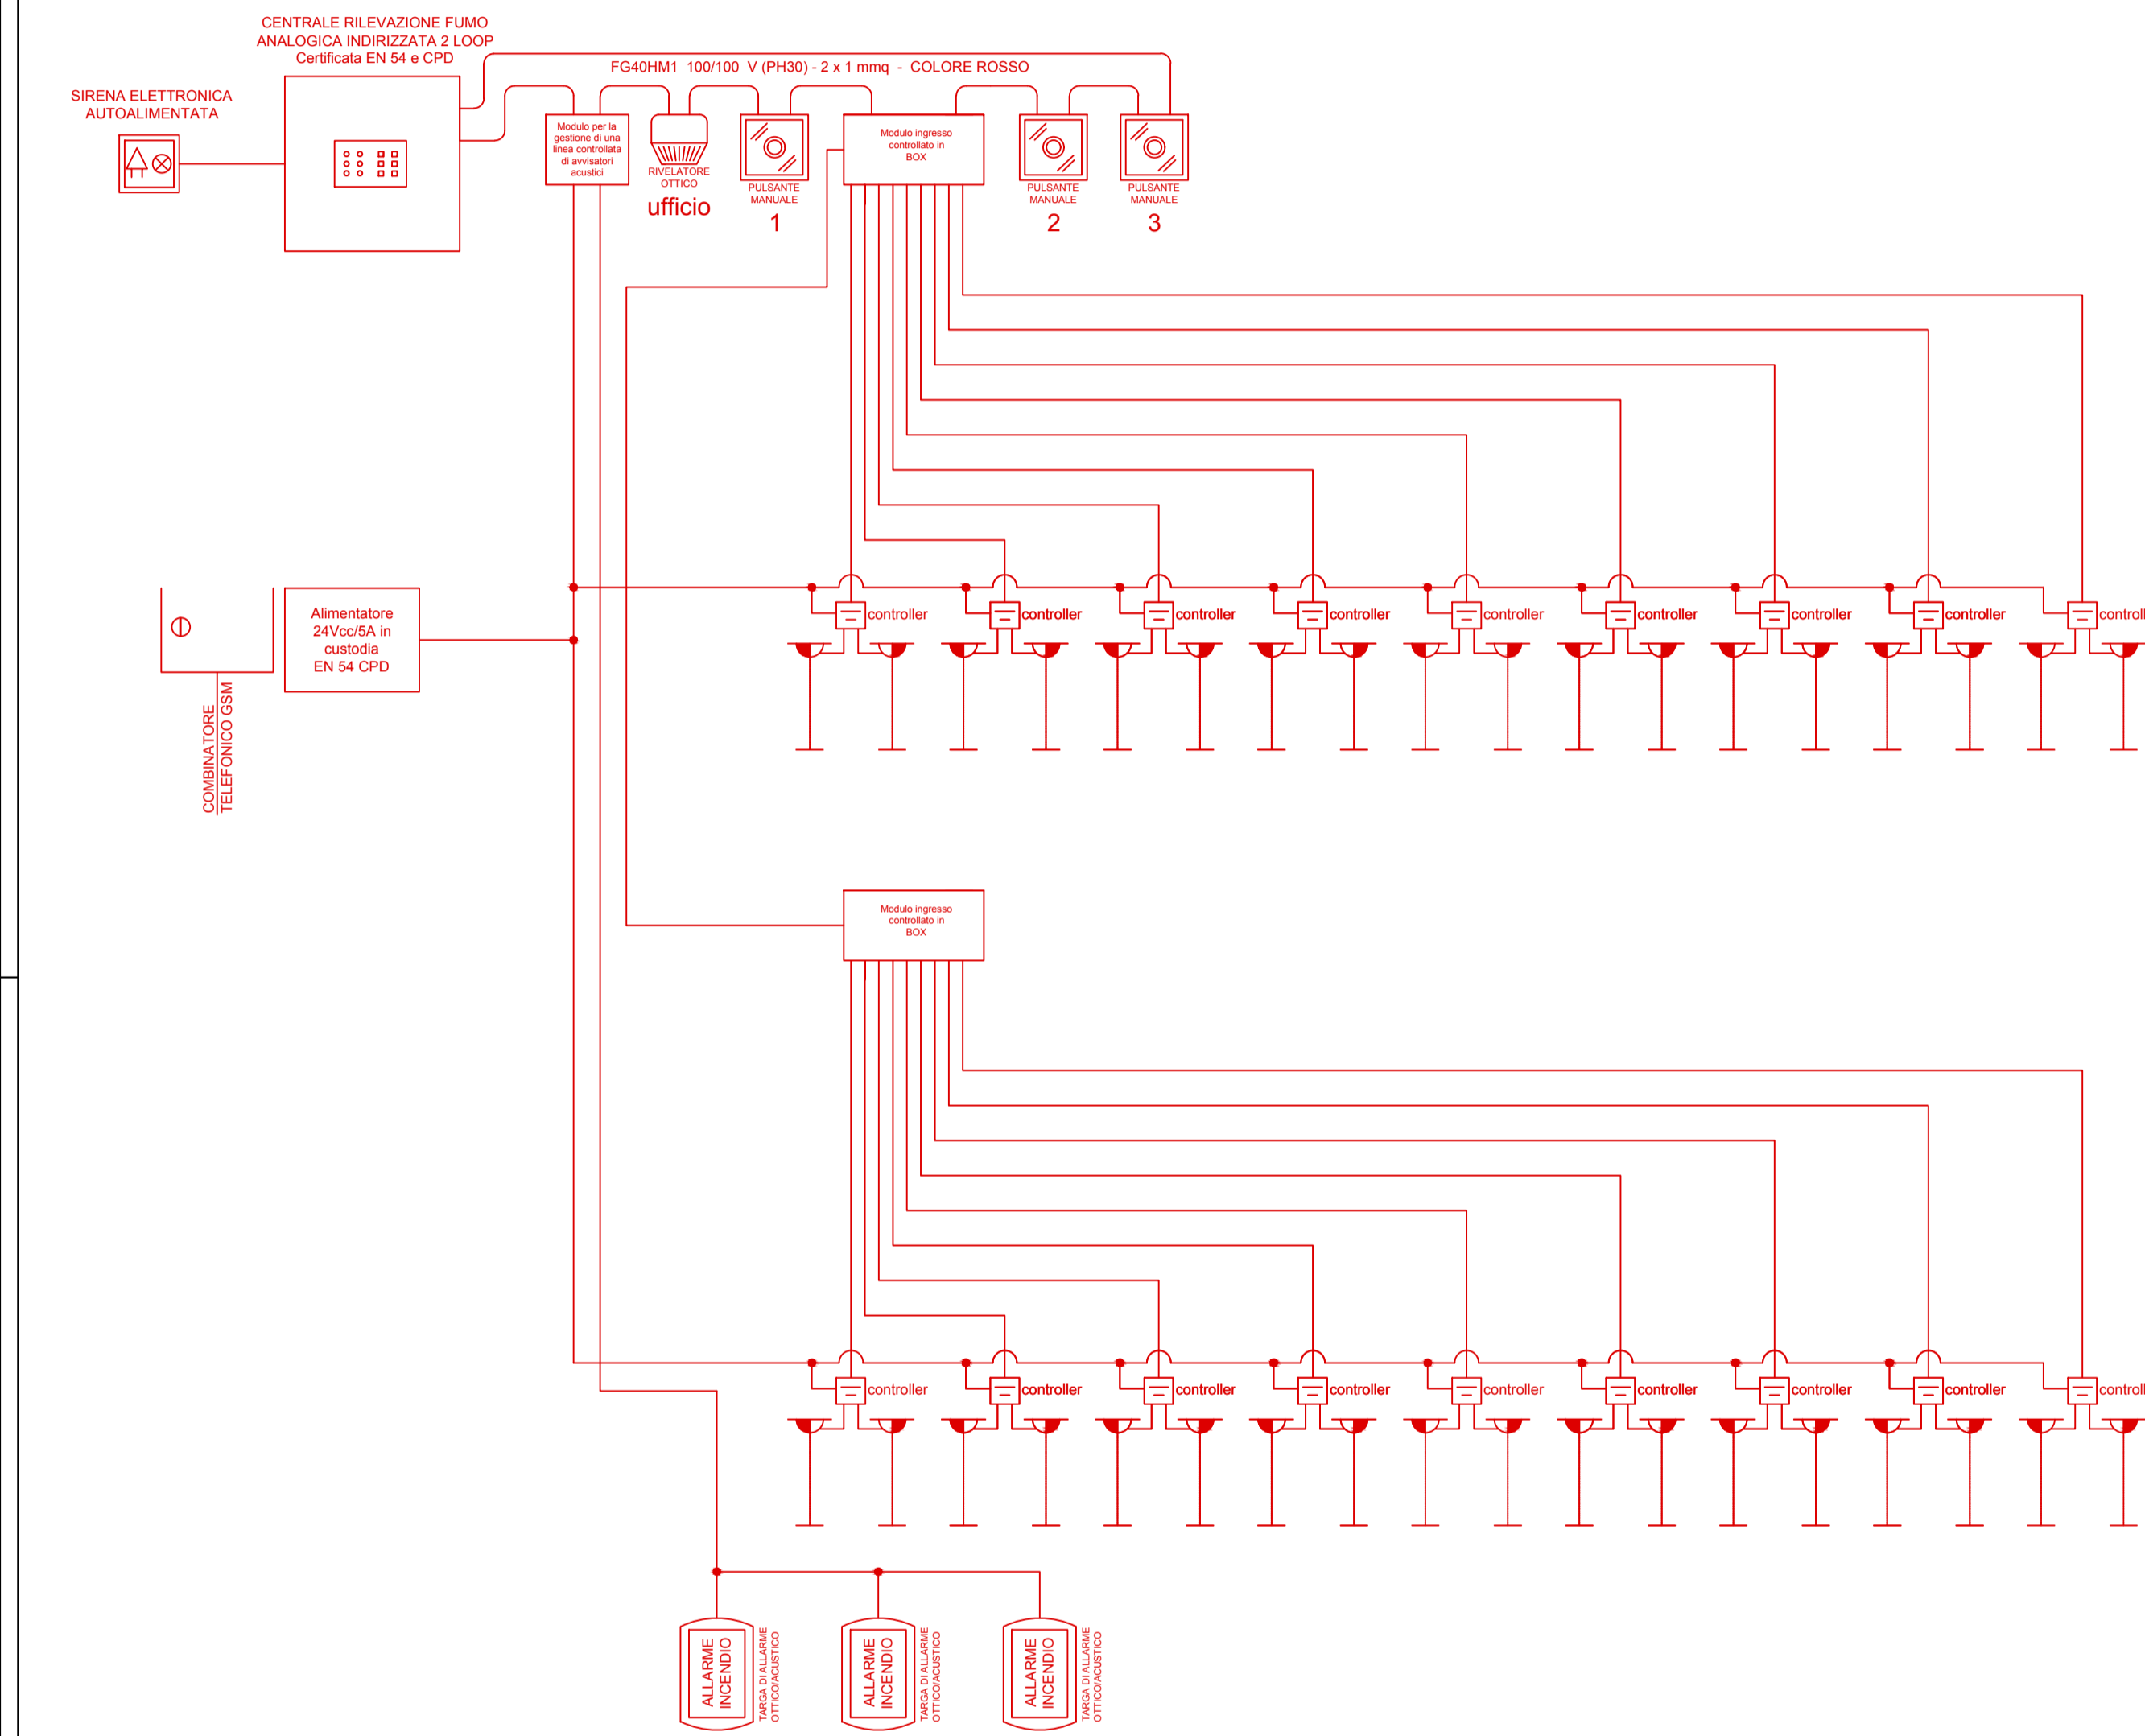 CENTRALE RILEVAZIONE FUMO
ANALOGICA INDIRIZZATA 2 LOOP
Certificata EN 54 e CPD
FG40HM1 100/100 V (PH30) - 2 x 1 mmq - COLORE ROSSO
SIRENA ELETTRONICA
AUTOALIMENTATA
Modulo per la
gestione di una
linea controllata
di avvisatori
acustici
RIVELATORE
OTTICO
ufficio
PULSANTE
MANUALE
1
Modulo ingresso
controllato in
BOX
PULSANTE
MANUALE
2
PULSANTE
MANUALE
3
Alimentatore
24Vcc/5A in
custodia
EN 54 CPD
COMBINATORE
TELEFONICO GSM
controller
controller
controller
controller
controller
controller
controller
controller
control
Modulo ingresso
controllato in
BOX
controller
controller
controller
controller
controller
controller
controller
controller
control
ALLARME
INCENDIO
TARGA DI ALLARME
OTTICO/ACUSTICO
ALLARME
INCENDIO
TARGA DI ALLARME
OTTICO/ACUSTICO
ALLARME
INCENDIO
TARGA DI ALLARME
OTTICO/ACUSTICO